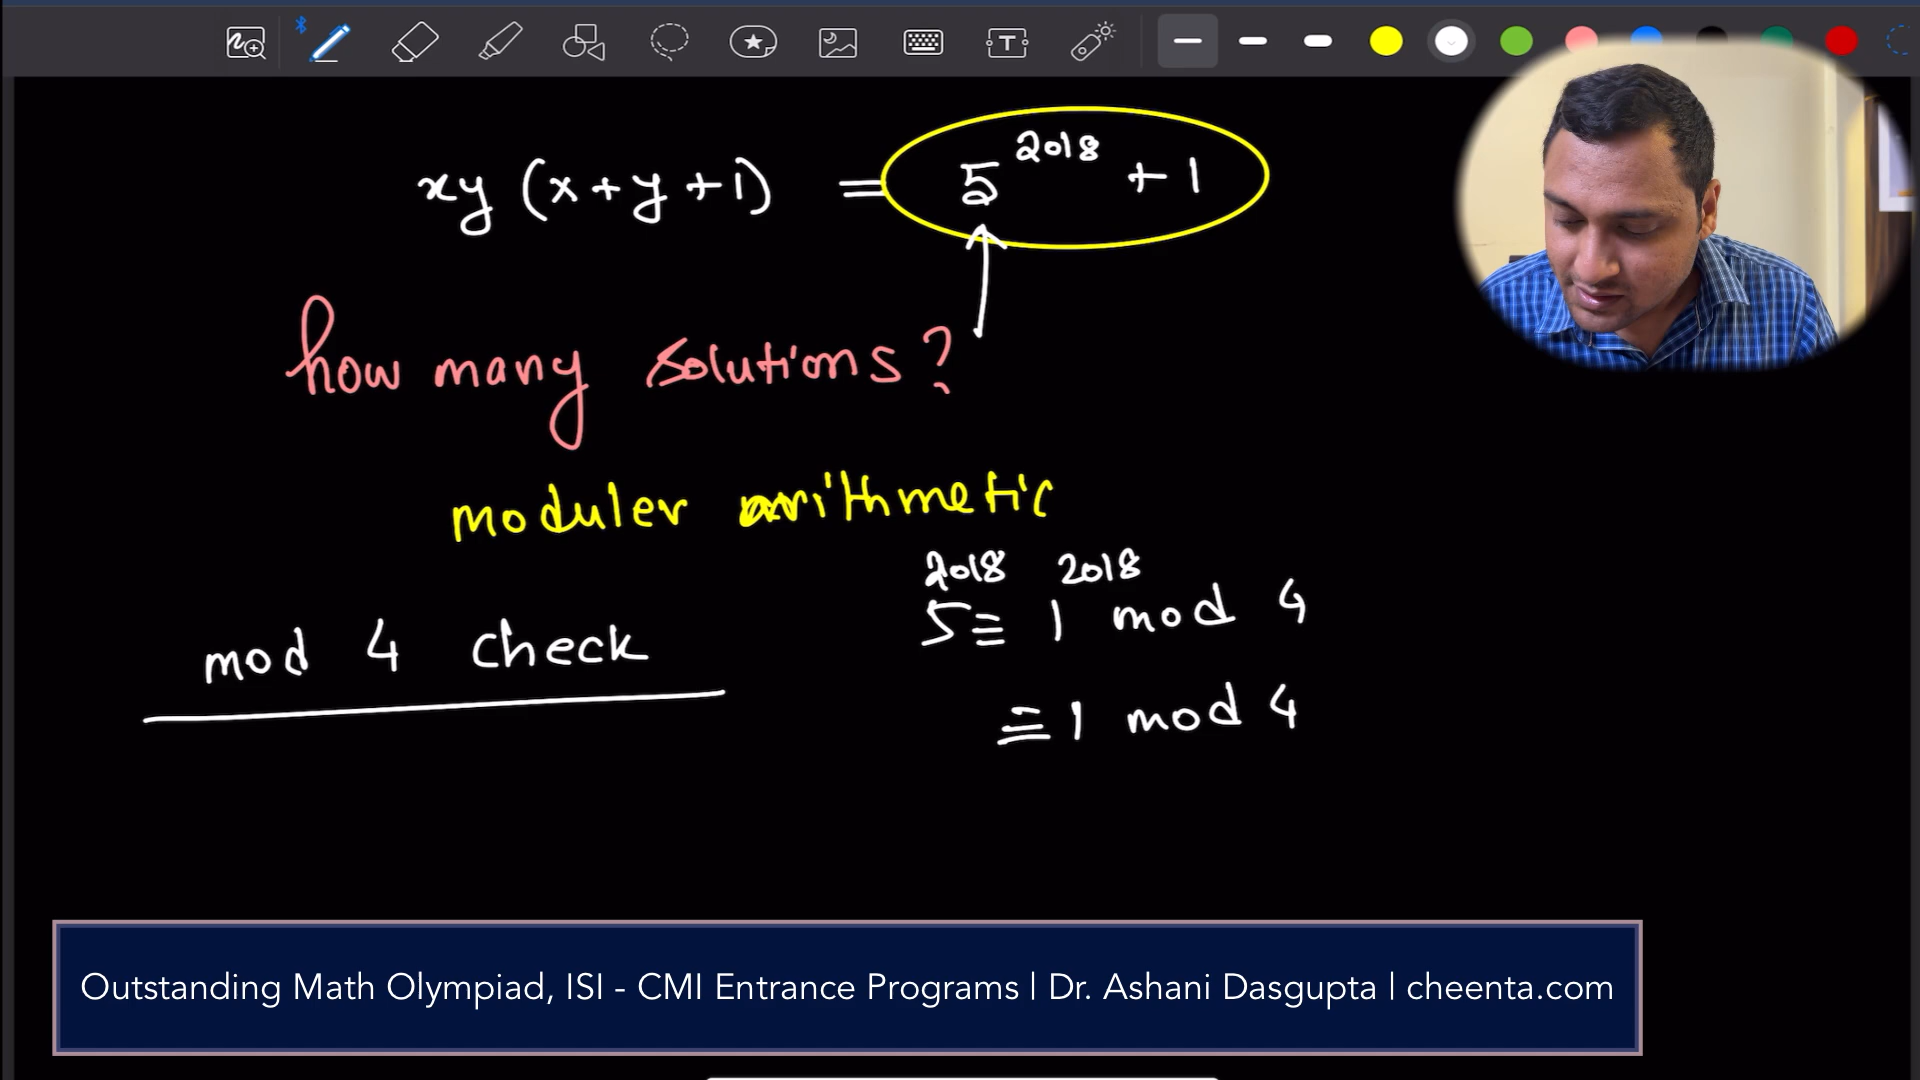 xy (x+y+1) = 5^2018 + 1
how many solutions?
moduler arithmetic
mod 4 check
5^2018 ≡ 1^2018 mod 4
≡ 1 mod 4
Outstanding Math Olympiad, ISI - CMI Entrance Programs | Dr. Ashani Dasgupta | cheenta.com